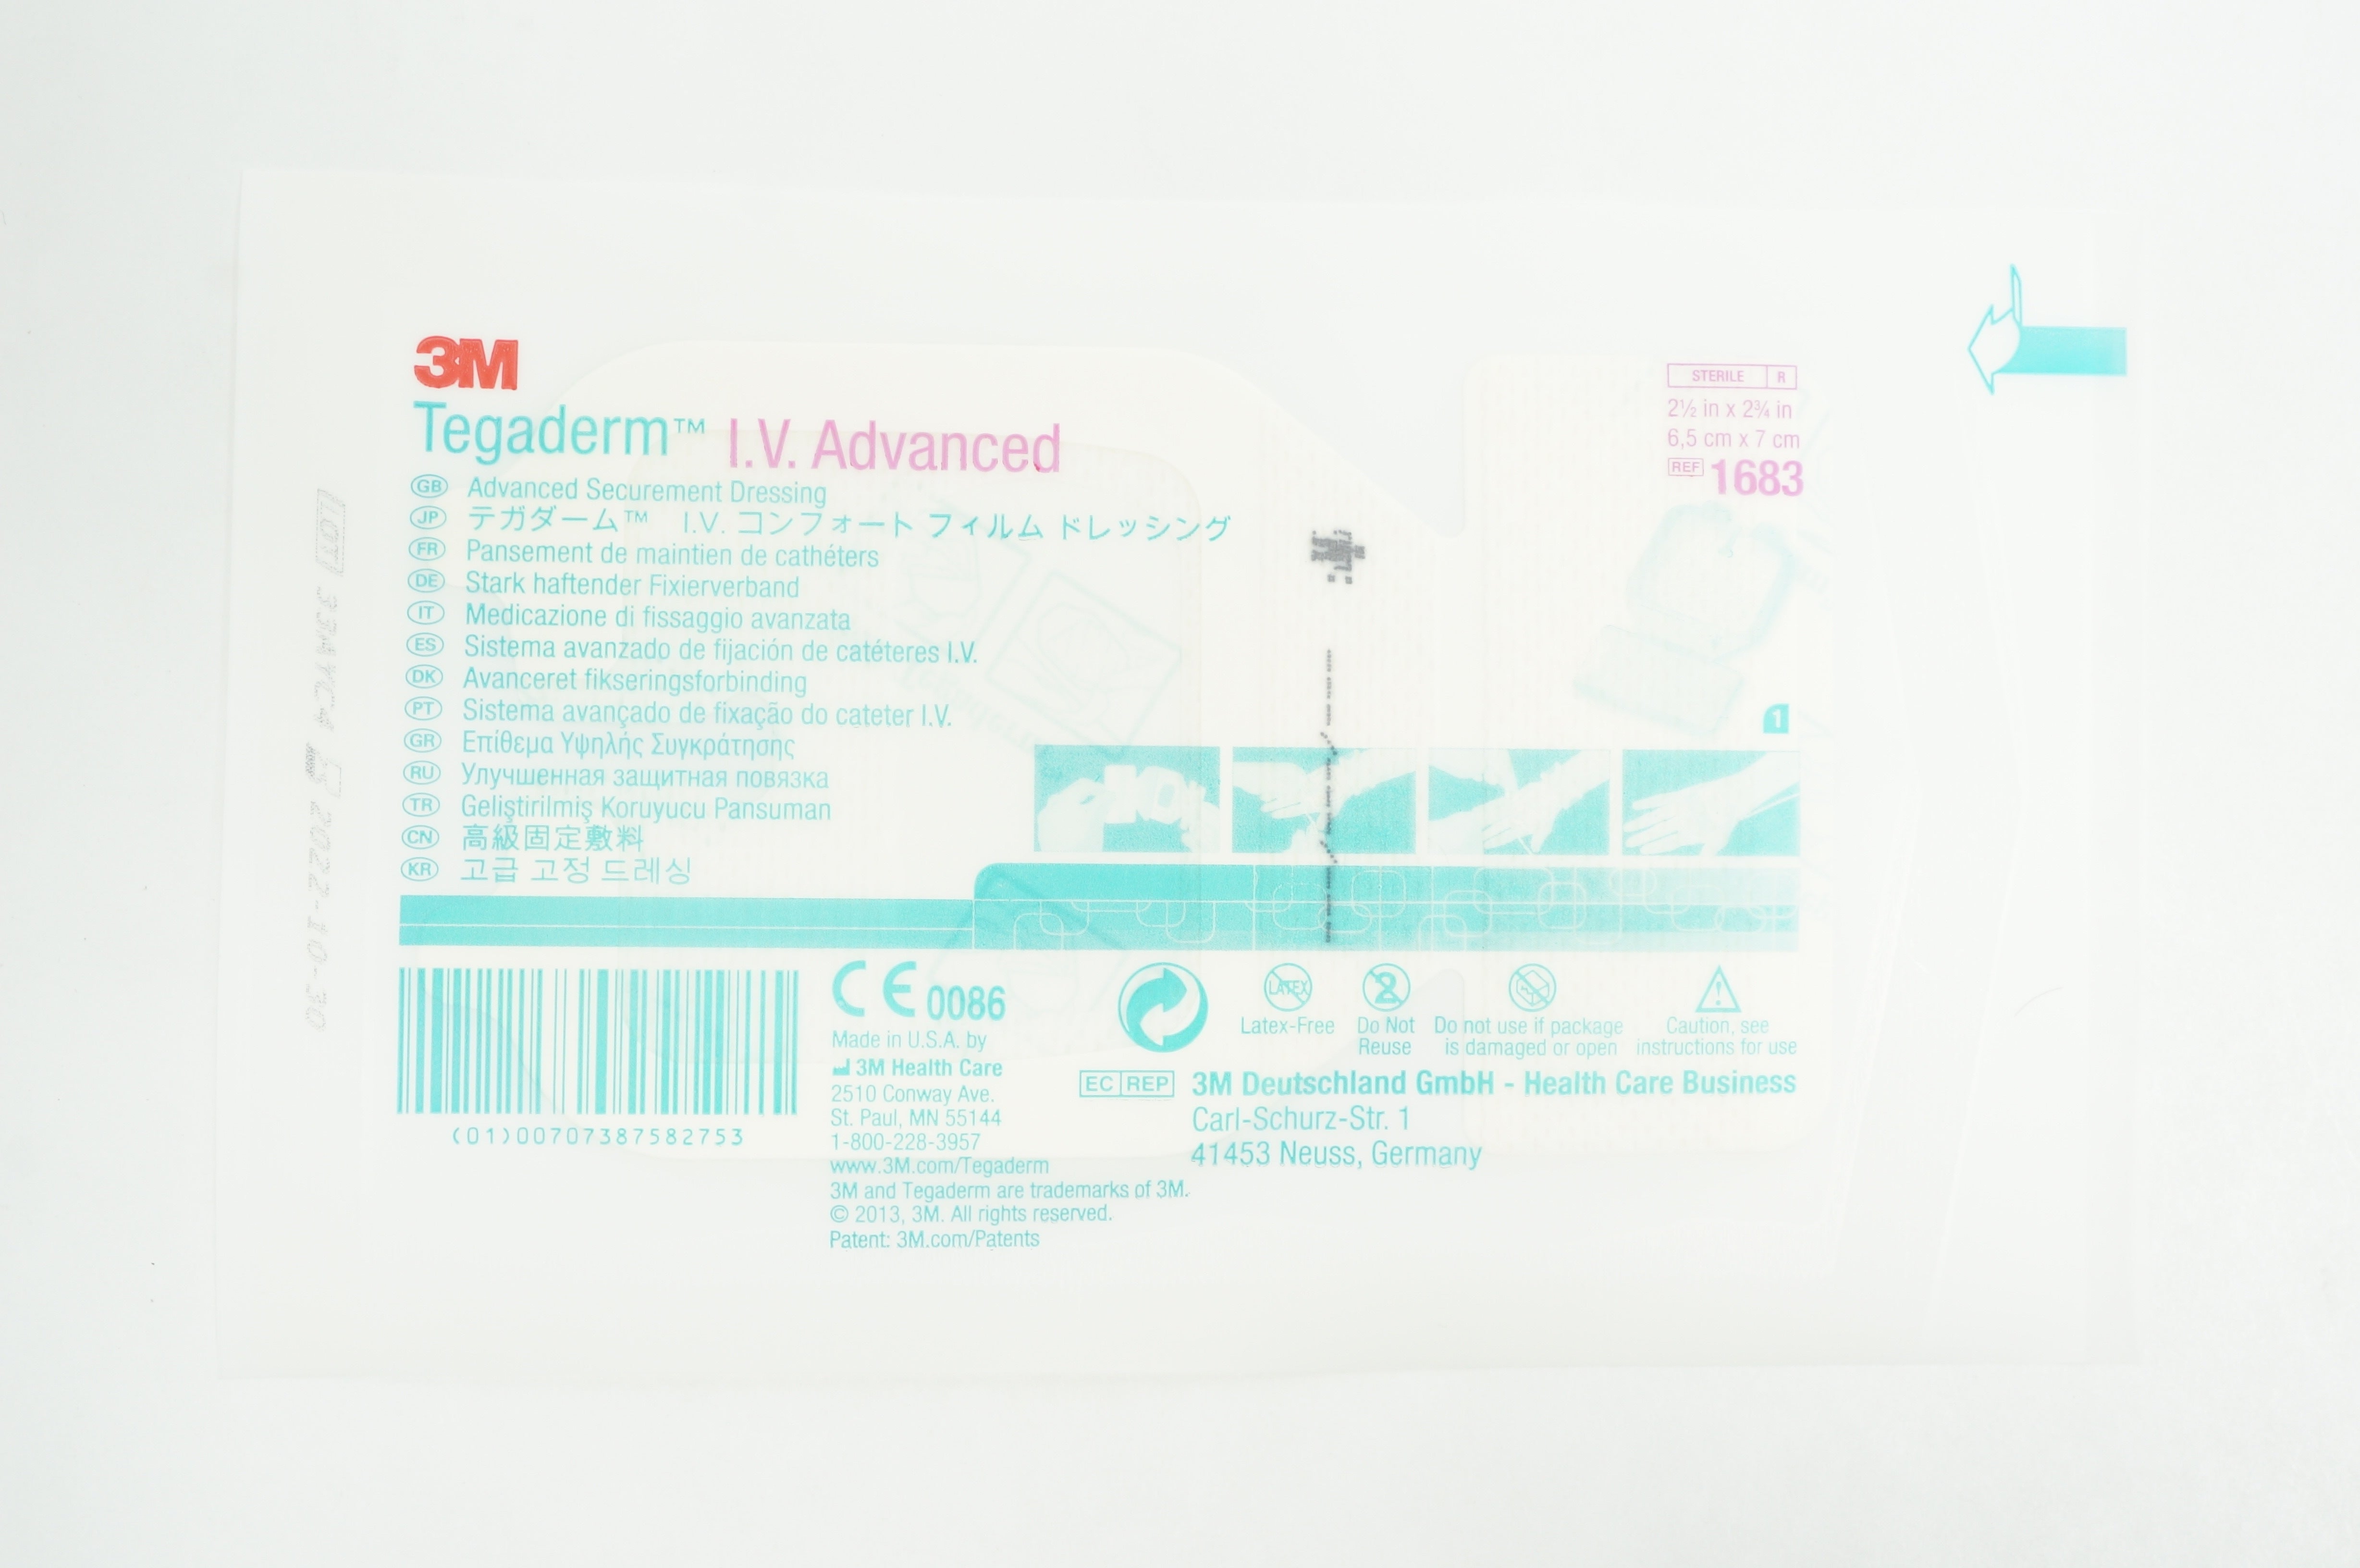 3M
Tegaderm™ I.V. Advanced
GB Advanced Securement Dressing
JP テガダーム™ I.V. コンフォート フィルム ドレッシング
FR Pansement de maintien de cathéters
DE Stark haftender Fixierverband
IT Medicazione di fissaggio avanzata
ES Sistema avanzado de fijación de catéteres I.V.
DK Avanceret fikseringsforbinding
PT Sistema avançado de fixação do cateter I.V.
GR Επίθεμα Υψηλής Συγκράτησης
RU Улучшенная защитная повязка
TR Geliştirilmiş Koruyucu Pansuman
CN 高級固定敷料
KR 고급 고정 드레싱
STERILE R
2½ in x 2¾ in
6,5 cm x 7 cm
REF 1683
1
(01)00707387582753
CE 0086
Made in U.S.A. by
3M Health Care
2510 Conway Ave.
St. Paul, MN 55144
1-800-228-3957
www.3M.com/Tegaderm
3M and Tegaderm are trademarks of 3M.
© 2013, 3M. All rights reserved.
Patent: 3M.com/Patents
LATEX
Latex-Free
2
Do Not
Reuse
Do not use if package
is damaged or open
Caution, see
instructions for use
EC REP 3M Deutschland GmbH - Health Care Business
Carl-Schurz-Str. 1
41453 Neuss, Germany
LOT
2022-10-30